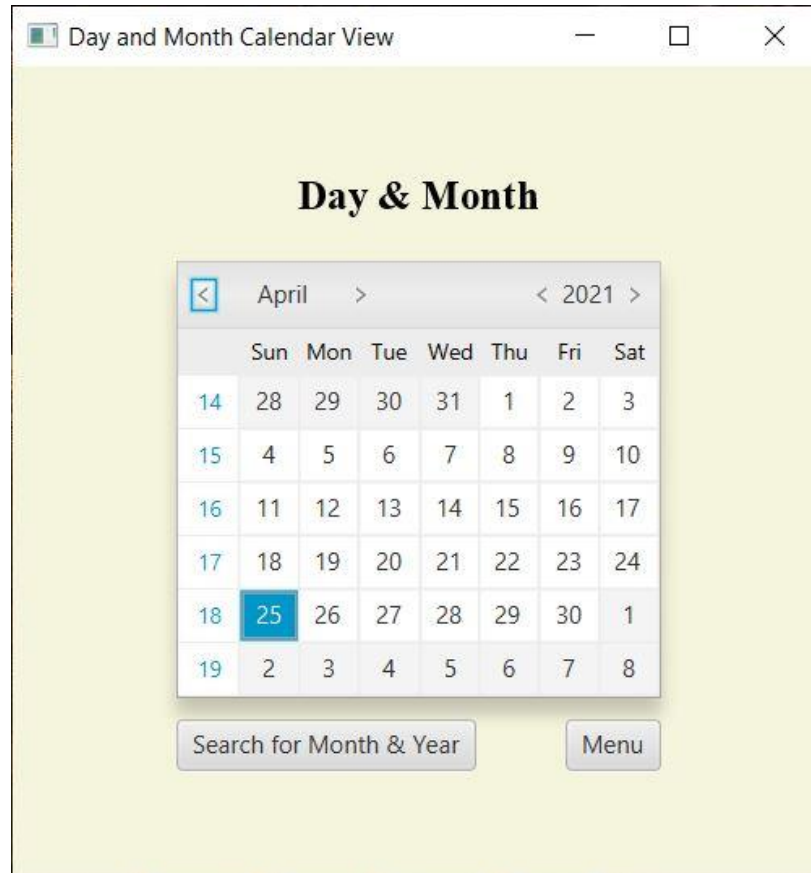 Day and Month Calendar View
Day & Month
< April > < 2021 >
Sun Mon Tue Wed Thu Fri Sat
14 28 29 30 31 1 2 3
15 4 5 6 7 8 9 10
16 11 12 13 14 15 16 17
17 18 19 20 21 22 23 24
18 25 26 27 28 29 30 1
19 2 3 4 5 6 7 8
Search for Month & Year Menu